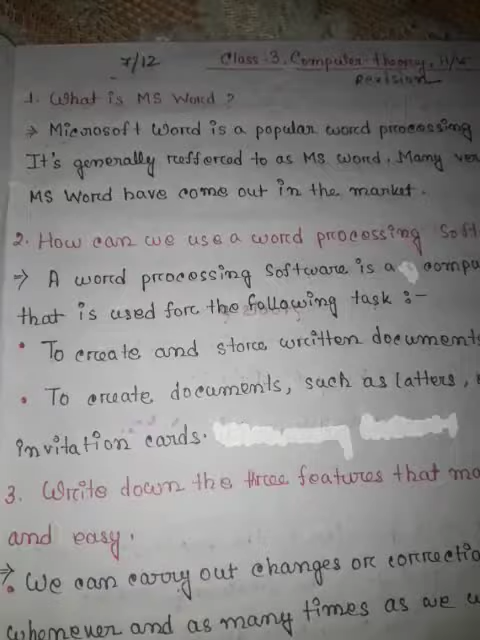 7/12 Class-3, Computer theory, H/W
Revision
1. What is MS Word ?
⇒ Microsoft Word is a popular word processing
It's generally refferred to as MS word. Many
MS Word have come out in the market.
2. How can we use a word processing
⇒ A word processing Software is a
that is used fore the following task :-
• To create and store written documents
• To create documents, such as latters,
invitation cards.
3. Write down the three features that
and easy.
⇒ • We can carry out changes or
whenever and as many times as we